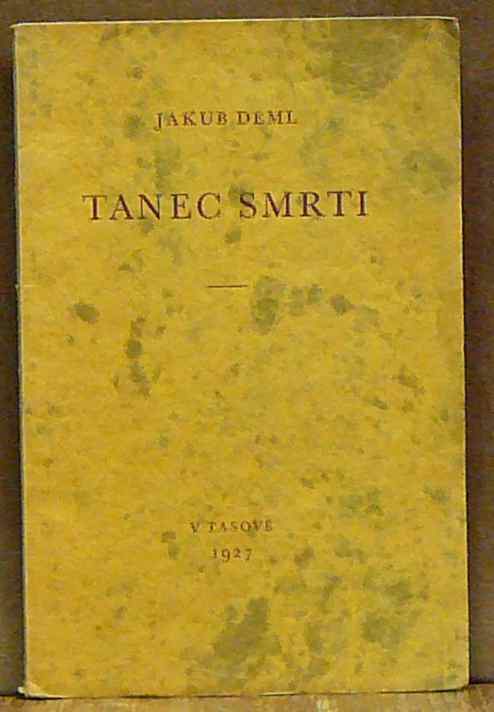 JAKUB DEML
TANEC SMRTI
V TASOVĚ
1927